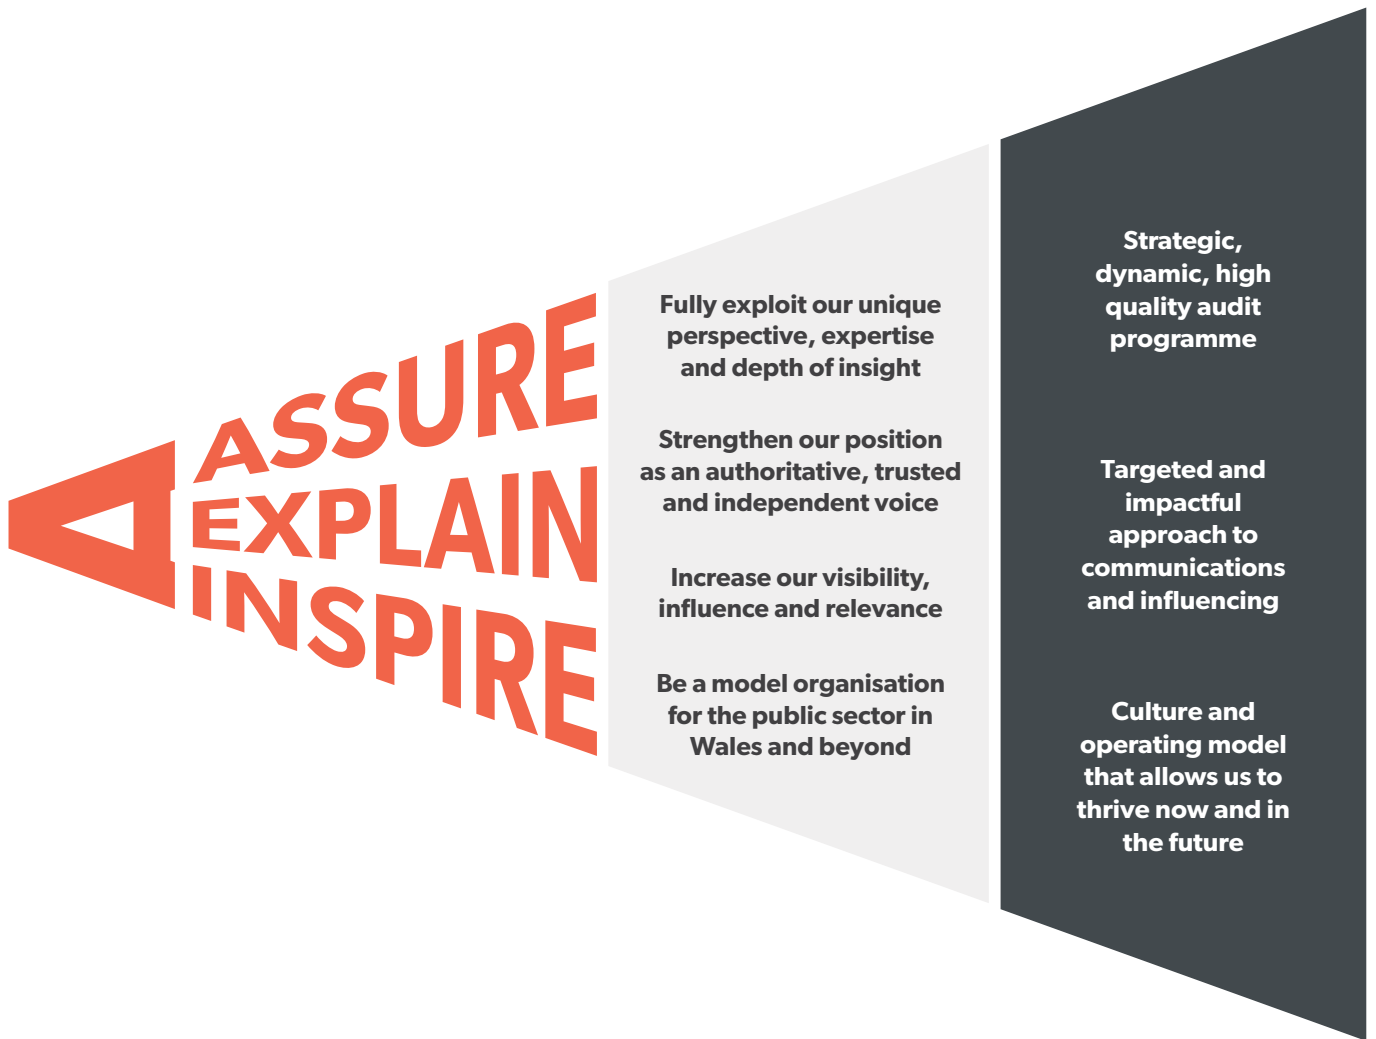 A
ASSURE
EXPLAIN
INSPIRE
Fully exploit our unique
perspective, expertise
and depth of insight
Strengthen our position
as an authoritative, trusted
and independent voice
Increase our visibility,
influence and relevance
Be a model organisation
for the public sector in
Wales and beyond
Strategic,
dynamic, high
quality audit
programme
Targeted and
impactful
approach to
communications
and influencing
Culture and
operating model
that allows us to
thrive now and in
the future